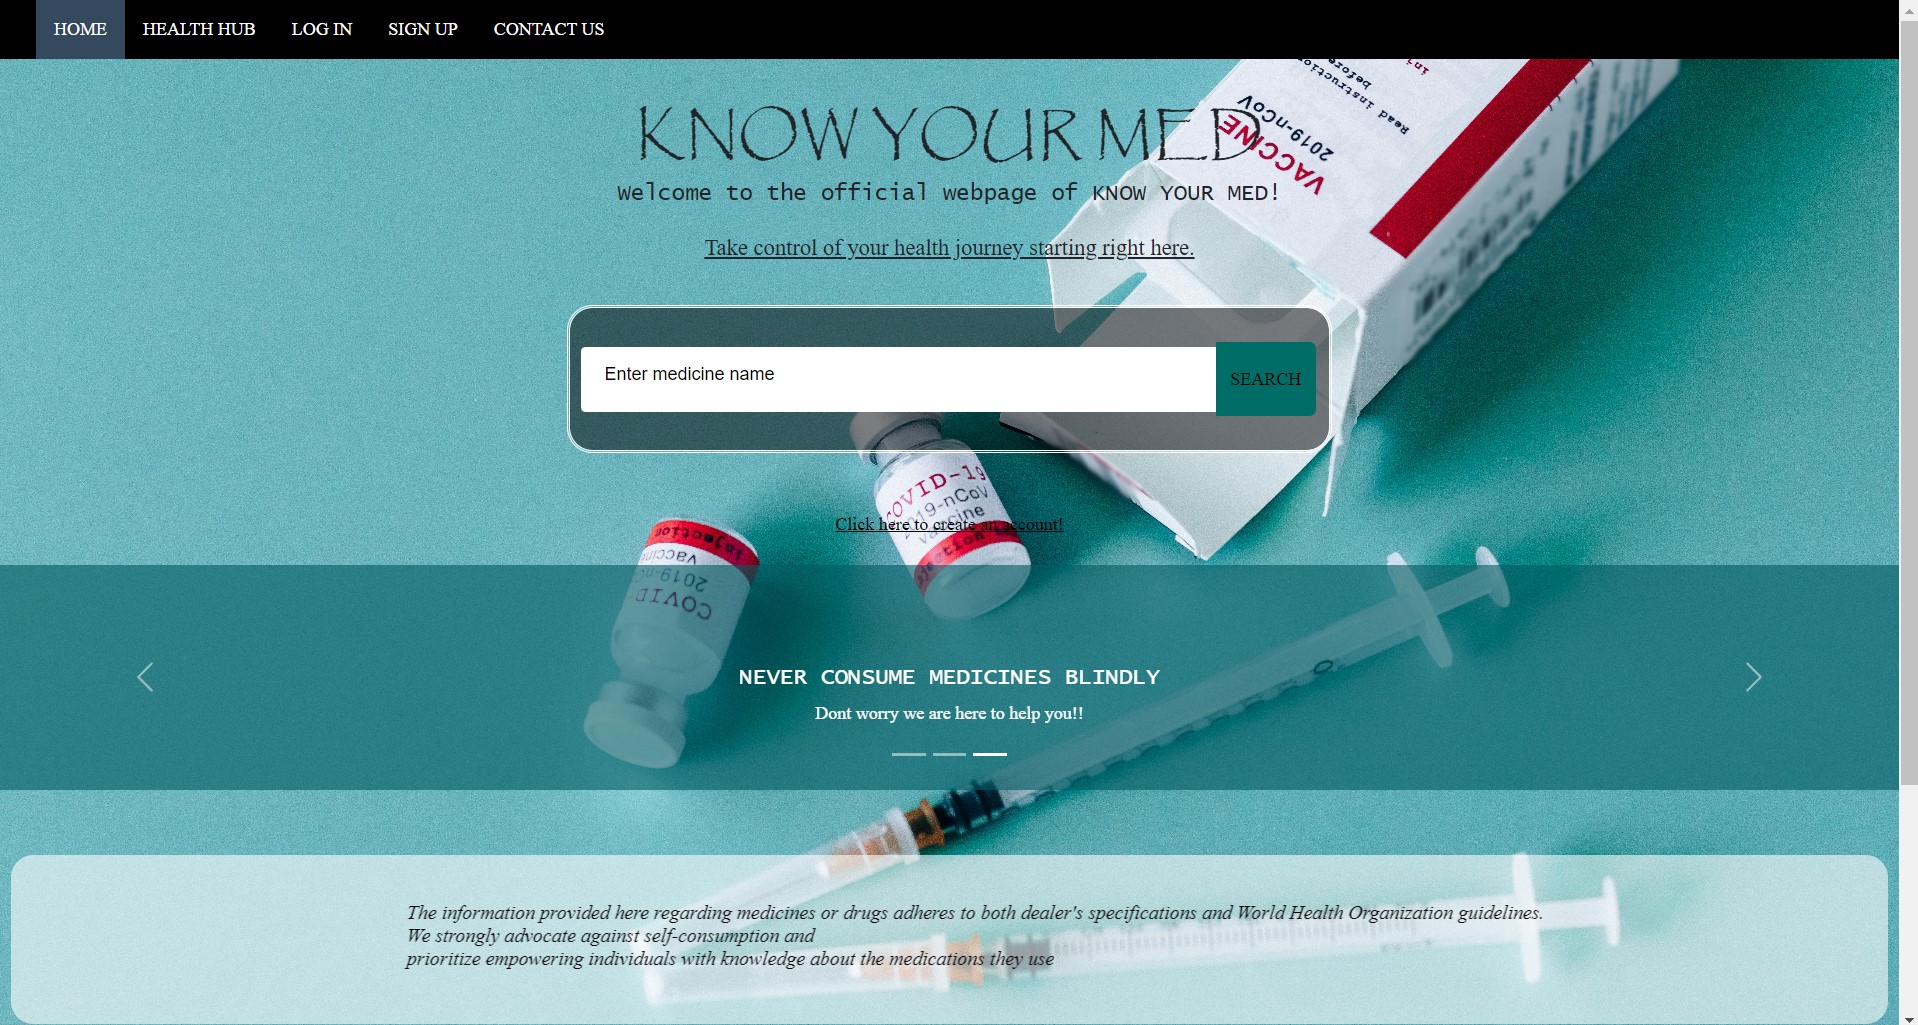 HOME HEALTH HUB LOG IN SIGN UP CONTACT US
KNOW YOUR MED
Welcome to the official webpage of KNOW YOUR MED!
Take control of your health journey starting right here.
Enter medicine name
SEARCH
Click here to create an account!
NEVER CONSUME MEDICINES BLINDLY
Dont worry we are here to help you!!
The information provided here regarding medicines or drugs adheres to both dealer's specifications and World Health Organization guidelines.
We strongly advocate against self-consumption and
prioritize empowering individuals with knowledge about the medications they use
Read instruction
before
2019-nCoV
VACCINE
COVID-19
2019-nCoV
vaccine
injection
vaccine
2019-nC
COVID